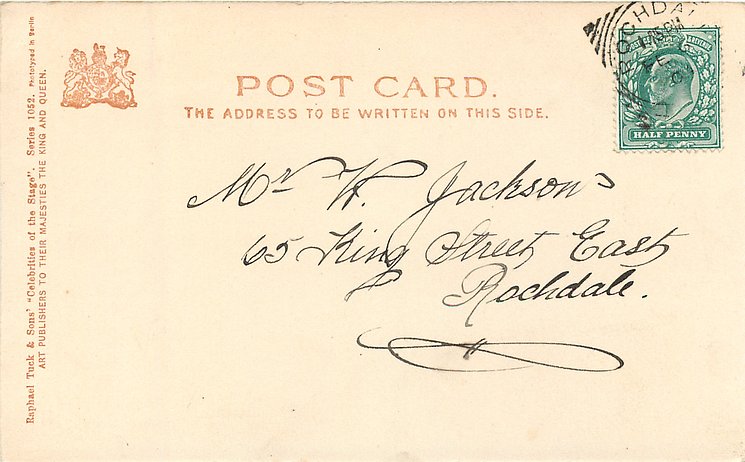 POST CARD.
THE ADDRESS TO BE WRITTEN ON THIS SIDE.
HALF PENNY
Mr W. Jackson
65 King Street East
Rochdale.
Raphael Tuck & Sons' "Celebrities of the Stage". Series 1052. Phototyped in Berlin
ART PUBLISHERS TO THEIR MAJESTIES THE KING AND QUEEN.